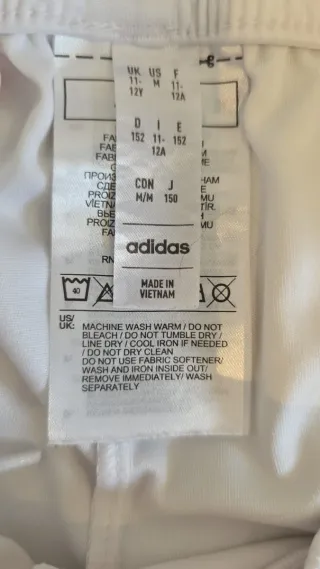 UK US F
11- M 11-
12Y 12A
D I E
152 11- 152
12A
CDN J
M/M 150
adidas
MADE IN
VIETNAM
40
US/
UK:
MACHINE WASH WARM / DO NOT
BLEACH / DO NOT TUMBLE DRY /
LINE DRY / COOL IRON IF NEEDED
/ DO NOT DRY CLEAN
DO NOT USE FABRIC SOFTENER/
WASH AND IRON INSIDE OUT/
REMOVE IMMEDIATELY/ WASH
SEPARATELY